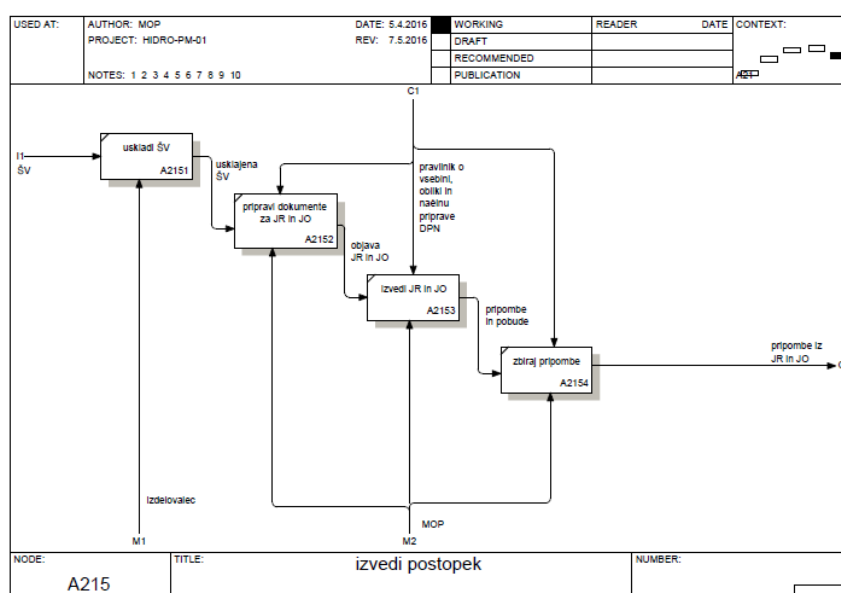 USED AT:
AUTHOR: MOP
DATE: 5.4.2016
WORKING
READER
DATE
CONTEXT:
PROJECT: HIDRO-PM-01
REV: 7.5.2016
DRAFT
RECOMMENDED
NOTES: 1 2 3 4 5 6 7 8 9 10
PUBLICATION
C1
I1
ŠV
uskladi ŠV
A2151
usklajena
ŠV
pripravi dokumente
za JR in JO
A2152
pravilnik o
vsebini,
obliki in
načinu
priprave
DPN
objava
JR in JO
izvedi JR in JO
A2153
pripombe
in pobude
zbiraj pripombe
A2154
pripombe iz
JR in JO
Izdelovalec
MOP
M1
M2
NODE:
A215
TITLE:
izvedi postopek
NUMBER: